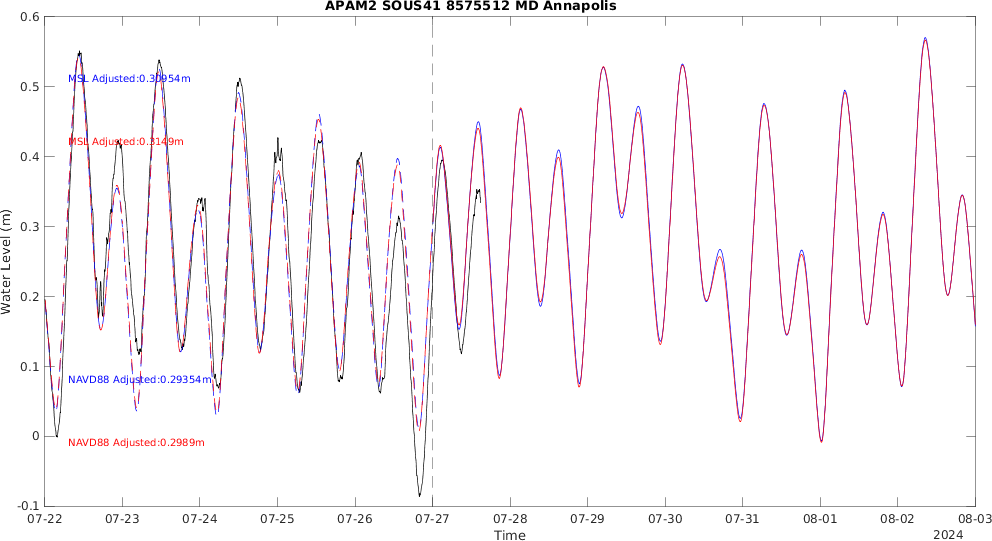 APAM2 SOUS41 8575512 MD Annapolis
0.6
0.5
0.4
0.3
0.2
0.1
0
-0.1
Water Level (m)
MSL Adjusted:0.30954m
MSL Adjusted:0.3149m
NAVD88 Adjusted:0.29354m
NAVD88 Adjusted:0.2989m
07-22 07-23 07-24 07-25 07-26 07-27 07-28 07-29 07-30 07-31 08-01 08-02 08-03
Time
2024